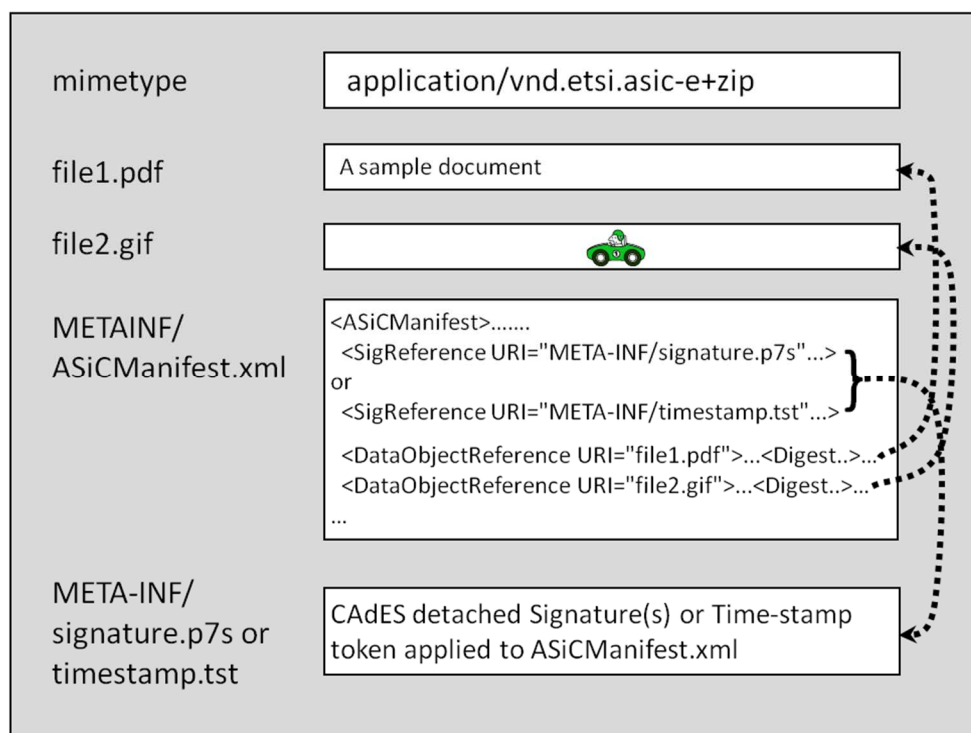 mimetype
application/vnd.etsi.asic-e+zip
file1.pdf
A sample document
file2.gif
METAINF/
ASiCManifest.xml
<ASiCManifest>.......
<SigReference URI="META-INF/signature.p7s"...>
or
<SigReference URI="META-INF/timestamp.tst"...>
<DataObjectReference URI="file1.pdf">...<Digest..>...
<DataObjectReference URI="file2.gif">...<Digest..>...
...
META-INF/
signature.p7s or
timestamp.tst
CAdES detached Signature(s) or Time-stamp
token applied to ASiCManifest.xml